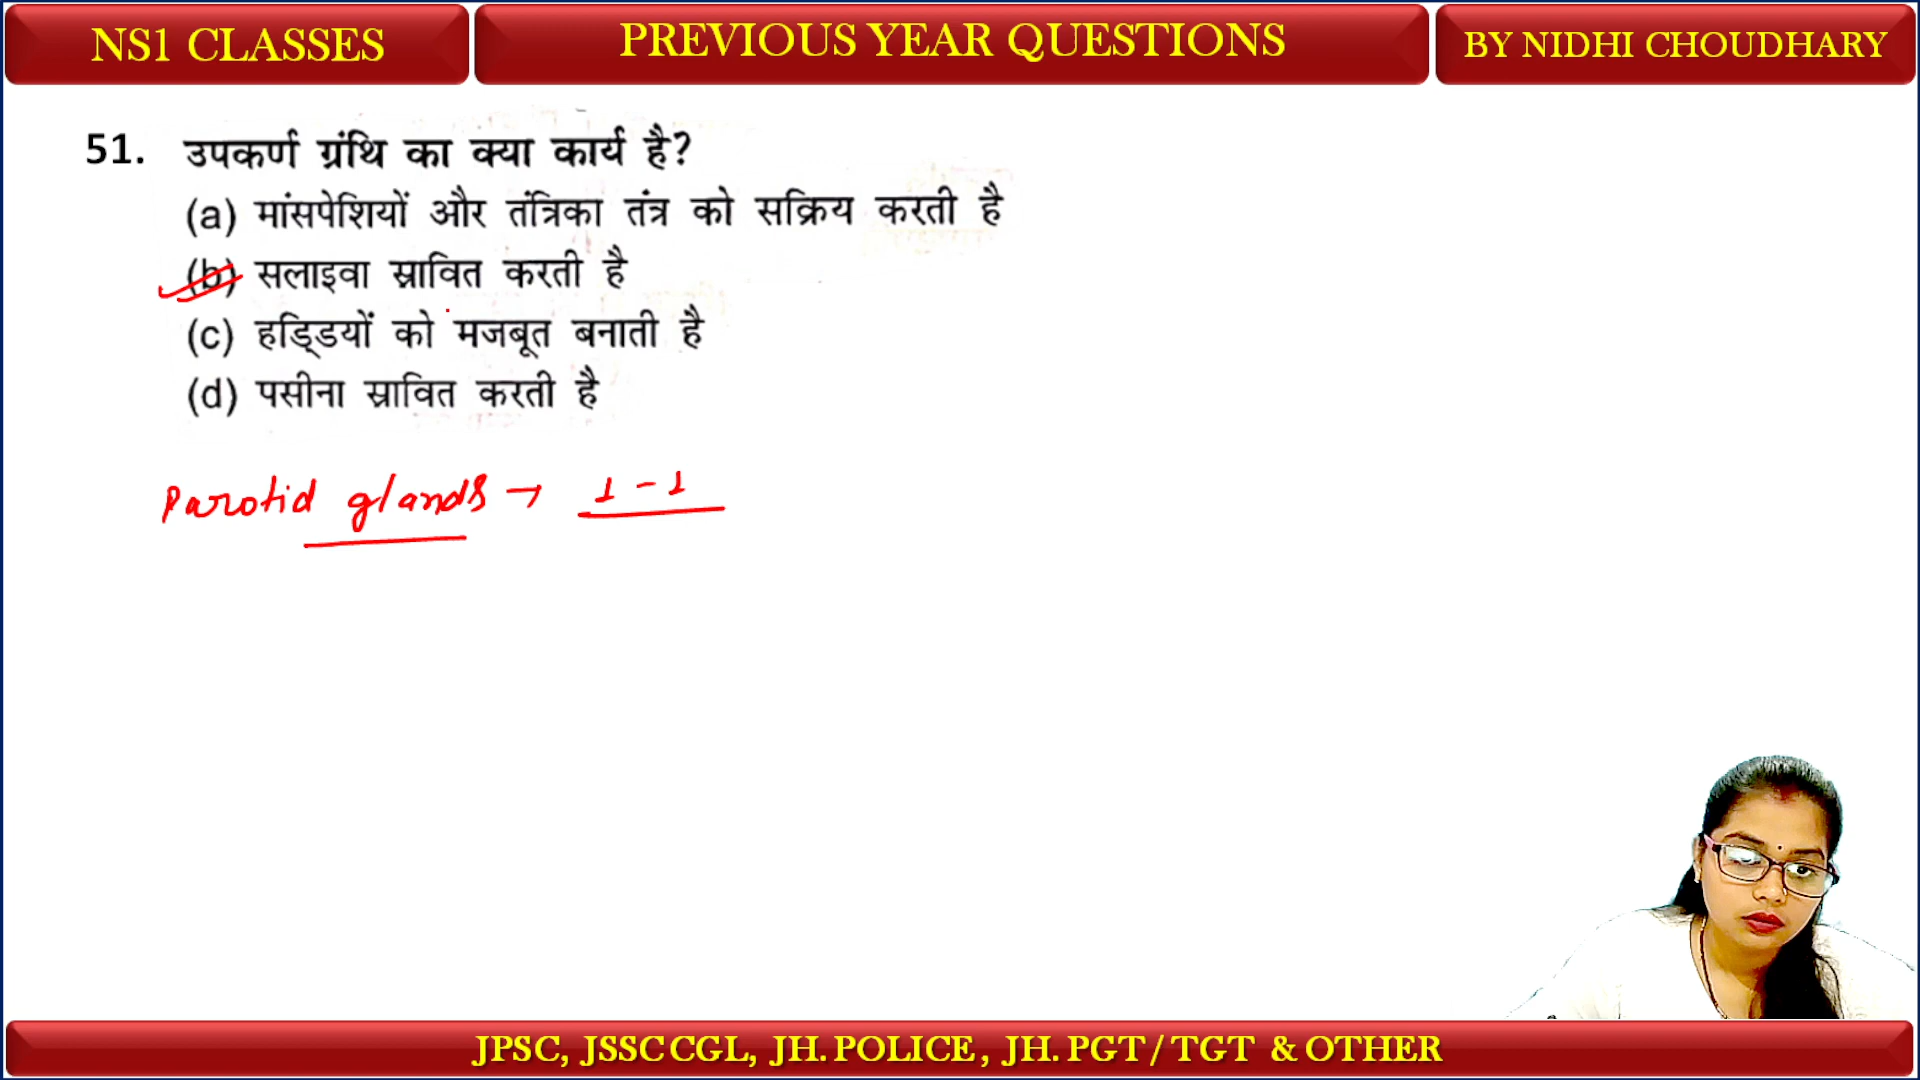 NS1 CLASSES
PREVIOUS YEAR QUESTIONS
BY NIDHI CHOUDHARY
51. उपकर्ण ग्रंथि का क्या कार्य है?
(a) मांसपेशियों और तंत्रिका तंत्र को सक्रिय करती है
(b) सलाइवा स्रावित करती है
(c) हड्डियों को मजबूत बनाती है
(d) पसीना स्रावित करती है
Parotid glands → 1 - 1
JPSC, JSSC CGL, JH. POLICE, JH. PGT / TGT & OTHER